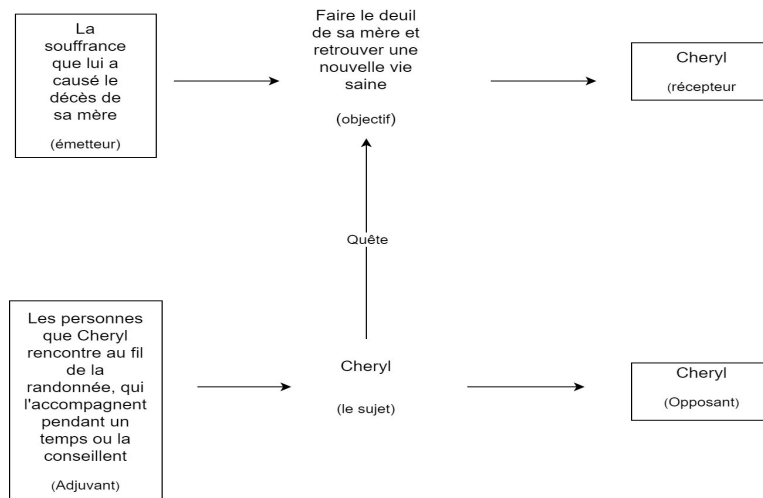 La
souffrance
que lui a
causé le
décès de
sa mère
(émetteur)
Faire le deuil
de sa mère et
retrouver une
nouvelle vie
saine
(objectif)
Cheryl
(récepteur
Quête
Les personnes
que Cheryl
rencontre au fil
de la
randonnée, qui
l'accompagnent
pendant un
temps ou la
conseillent
(Adjuvant)
Cheryl
(le sujet)
Cheryl
(Opposant)